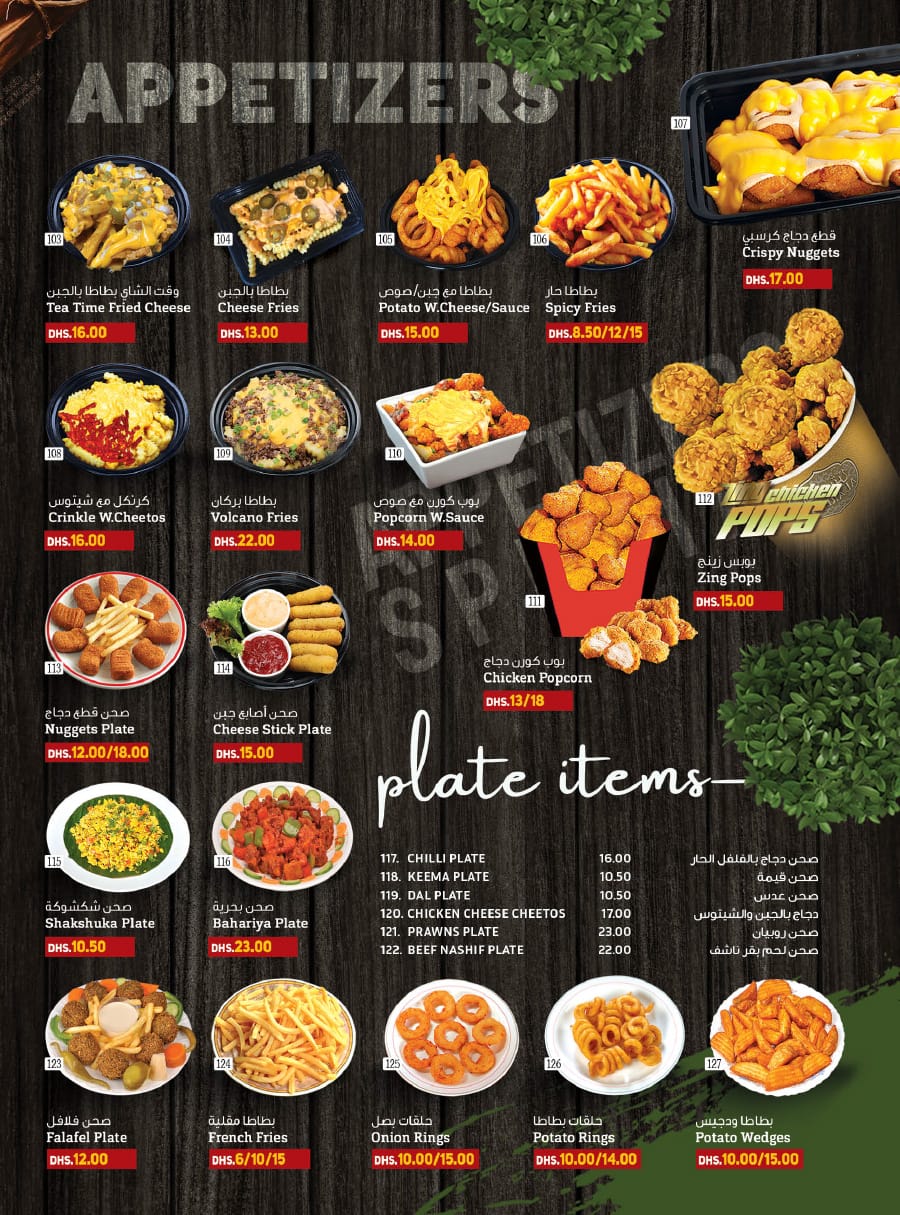 APPETIZERS
107
قطع دجاج كرسبي
Crispy Nuggets
DHS.17.00
103
وقت الشاي بطاطا بالجبن
Tea Time Fried Cheese
DHS.16.00
104
بطاطا بالجبن
Cheese Fries
DHS.13.00
105
بطاطا مع جبن/صوص
Potato W.Cheese/Sauce
DHS.15.00
106
بطاطا حار
Spicy Fries
DHS.8.50/12/15
108
كرنكل مع شيتوس
Crinkle W.Cheetos
DHS.16.00
109
بطاطا بركان
Volcano Fries
DHS.22.00
110
بوب كورن مع صوص
Popcorn W.Sauce
DHS.14.00
111
بوب كورن دجاج
Chicken Popcorn
DHS.13/18
112
chicken
POPS
بوبس زينج
Zing Pops
DHS.15.00
113
صحن قطع دجاج
Nuggets Plate
DHS.12.00/18.00
114
صحن أصابع جبن
Cheese Stick Plate
DHS.15.00
115
صحن شكشوكة
Shakshuka Plate
DHS.10.50
116
صحن بحرية
Bahariya Plate
DHS.23.00
plate items
117. CHILLI PLATE 16.00 صحن دجاج بالفلفل الحار
118. KEEMA PLATE 10.50 صحن قيمة
119. DAL PLATE 10.50 صحن عدس
120. CHICKEN CHEESE CHEETOS 17.00 دجاج بالجبن والشيتوس
121. PRAWNS PLATE 23.00 صحن روبيان
122. BEEF NASHIF PLATE 22.00 صحن لحم بقر ناشف
123
صحن فلافل
Falafel Plate
DHS.12.00
124
بطاطا مقلية
French Fries
DHS.6/10/15
125
حلقات بصل
Onion Rings
DHS.10.00/15.00
126
حلقات بطاطا
Potato Rings
DHS.10.00/14.00
127
بطاطا ودجيس
Potato Wedges
DHS.10.00/15.00